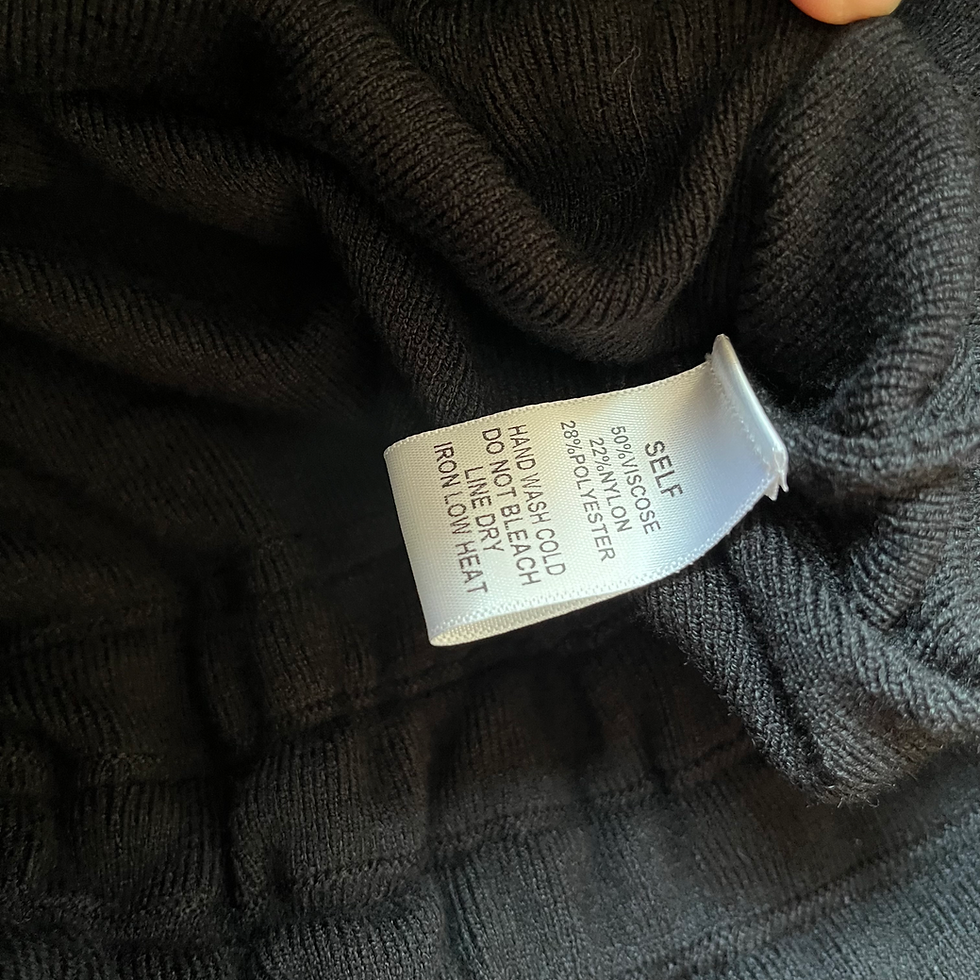 SELF
50%VISCOSE
22%NYLON
28%POLYESTER
HAND WASH COLD
DO NOT BLEACH
LINE DRY
IRON LOW HEAT